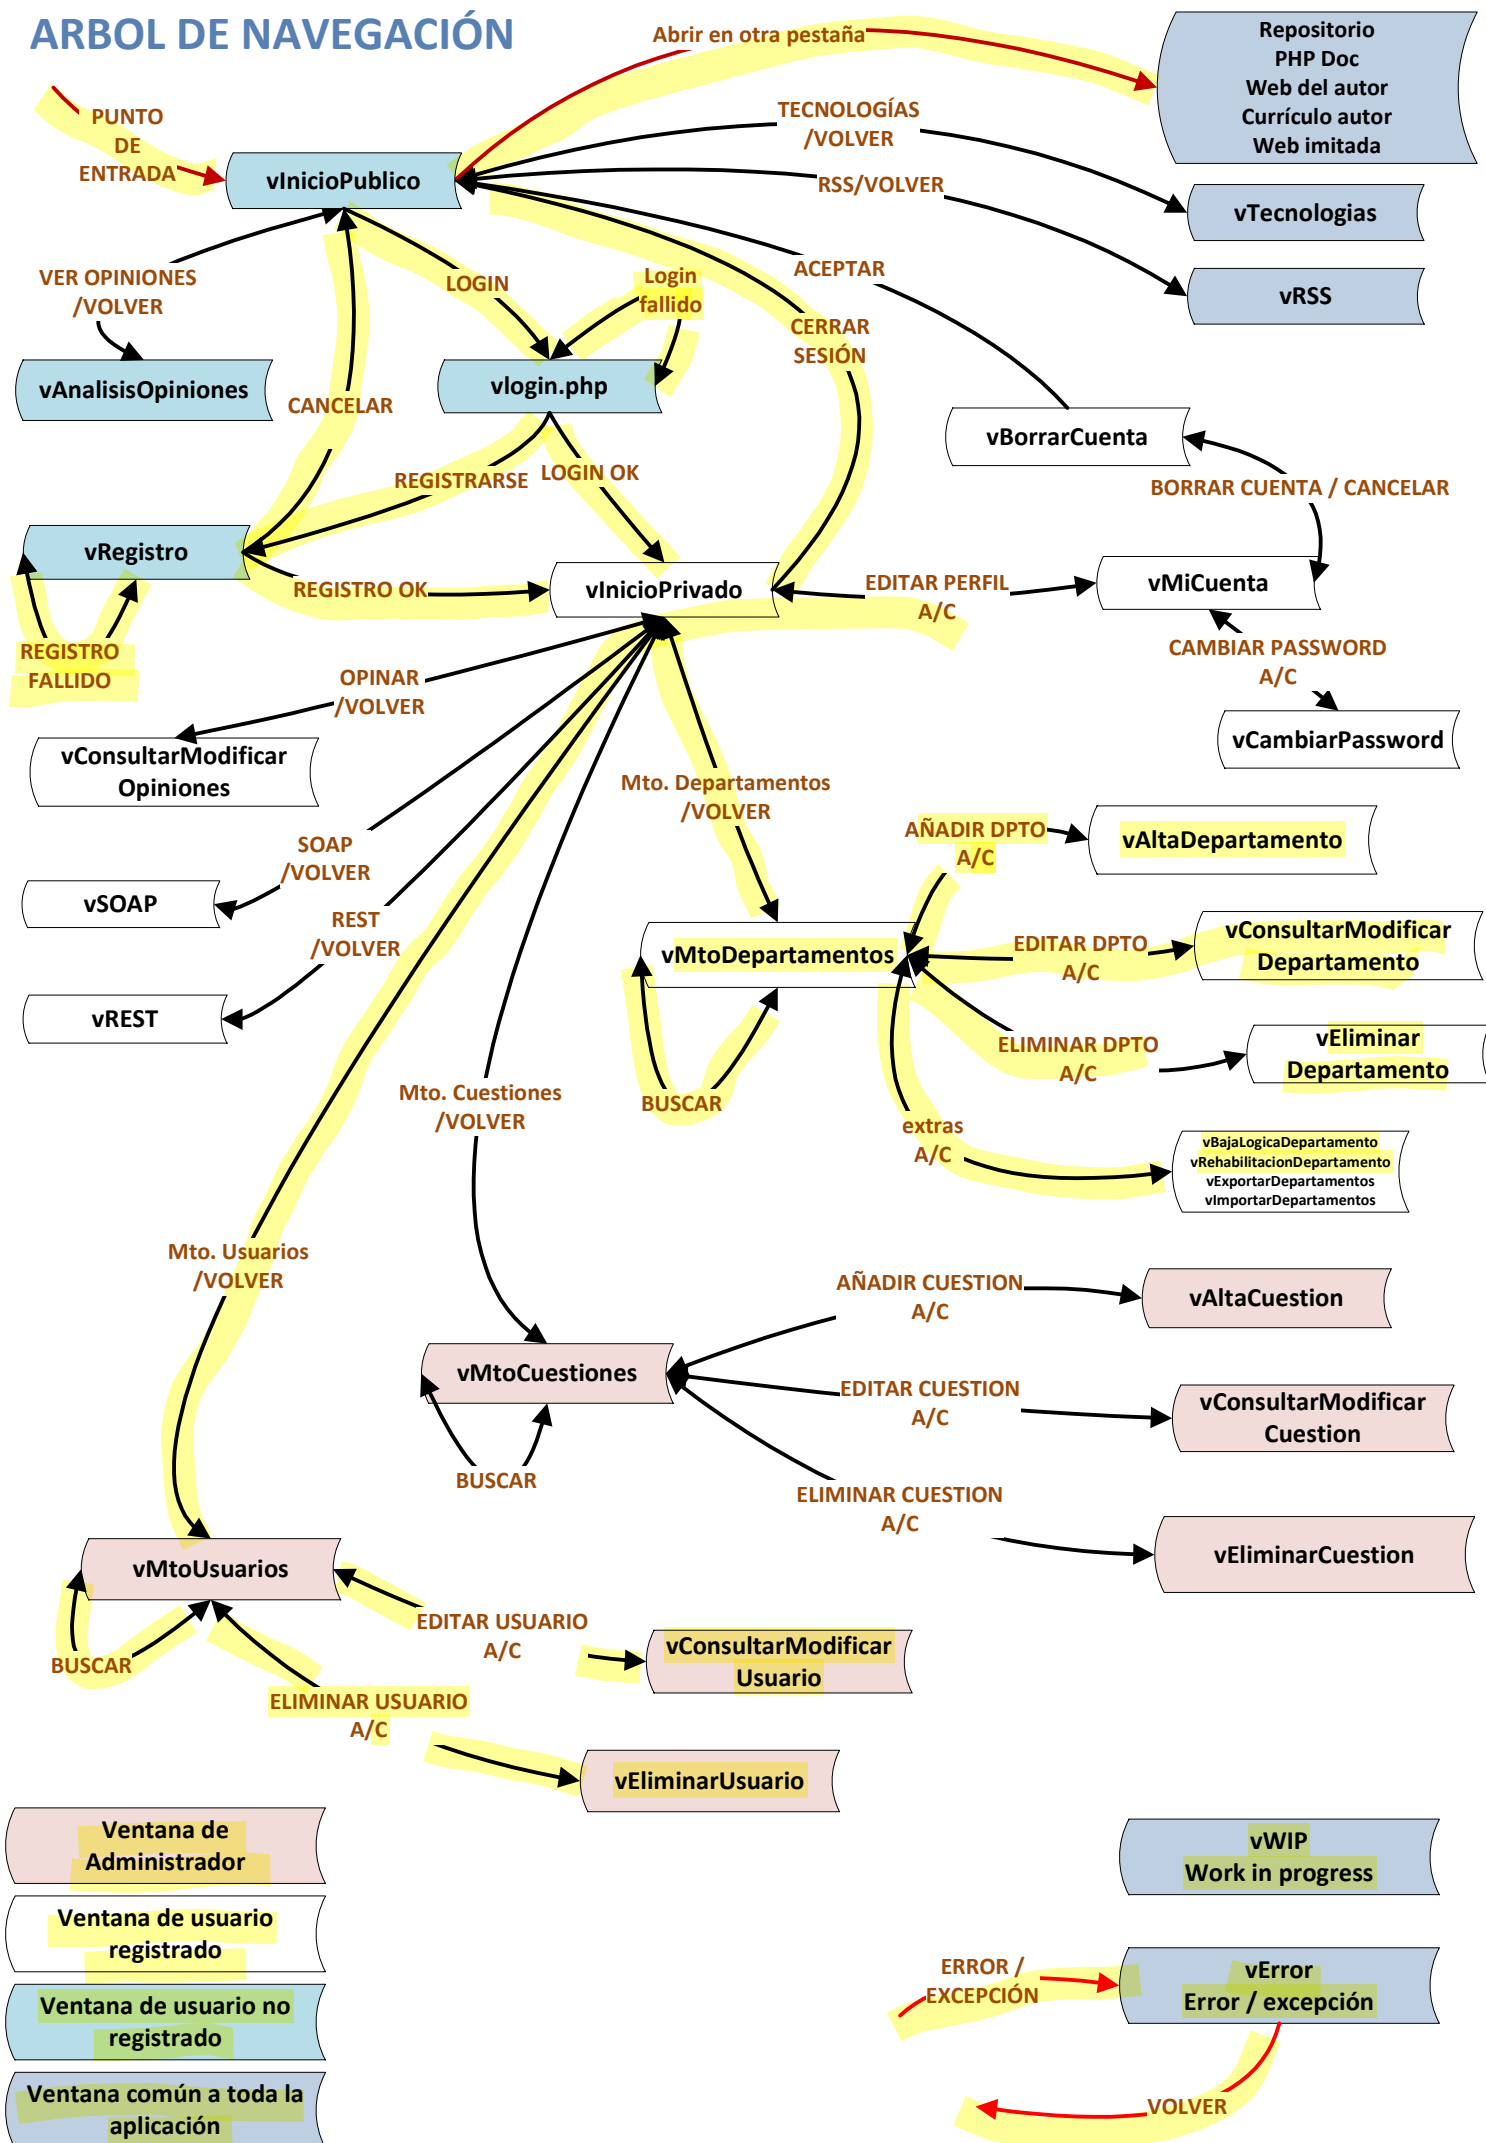 ARBOL DE NAVEGACIÓN
Abrir en otra pestaña
Repositorio
PHP Doc
Web del autor
Currículo autor
Web imitada
PUNTO
DE
ENTRADA
TECNOLOGÍAS
/VOLVER
vInicioPublico
RSS/VOLVER
vTecnologias
VER OPINIONES
/VOLVER
LOGIN
Login
fallido
ACEPTAR
vRSS
CERRAR
SESIÓN
vAnalisisOpiniones
CANCELAR
vlogin.php
vBorrarCuenta
REGISTRARSE
LOGIN OK
BORRAR CUENTA / CANCELAR
vRegistro
REGISTRO OK
vInicioPrivado
EDITAR PERFIL
A/C
vMiCuenta
REGISTRO
FALLIDO
OPINAR
/VOLVER
CAMBIAR PASSWORD
A/C
vConsultarModificar
Opiniones
vCambiarPassword
Mto. Departamentos
/VOLVER
SOAP
/VOLVER
AÑADIR DPTO
A/C
vAltaDepartamento
vSOAP
REST
/VOLVER
vMtoDepartamentos
EDITAR DPTO
A/C
vConsultarModificar
Departamento
vREST
ELIMINAR DPTO
A/C
vEliminar
Departamento
Mto. Cuestiones
/VOLVER
BUSCAR
extras
A/C
vBajaLogicaDepartamento
vRehabilitacionDepartamento
vExportarDepartamentos
vImportarDepartamentos
Mto. Usuarios
/VOLVER
AÑADIR CUESTION
A/C
vAltaCuestion
vMtoCuestiones
EDITAR CUESTION
A/C
vConsultarModificar
Cuestion
BUSCAR
ELIMINAR CUESTION
A/C
vEliminarCuestion
vMtoUsuarios
EDITAR USUARIO
A/C
vConsultarModificar
Usuario
BUSCAR
ELIMINAR USUARIO
A/C
vEliminarUsuario
Ventana de
Administrador
vWIP
Work in progress
Ventana de usuario
registrado
ERROR /
EXCEPCIÓN
vError
Error / excepción
Ventana de usuario no
registrado
VOLVER
Ventana común a toda la
aplicación